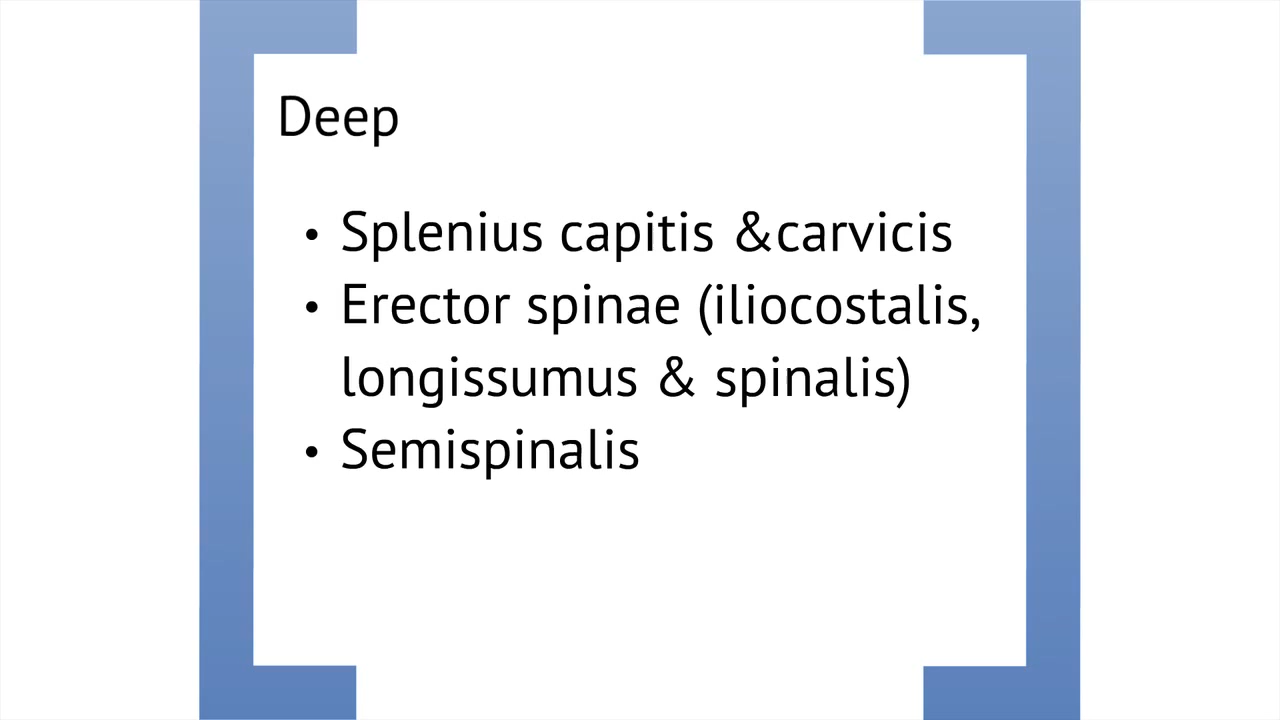 Deep
• Splenius capitis &carvicis
• Erector spinae (iliocostalis,
longissumus & spinalis)
• Semispinalis